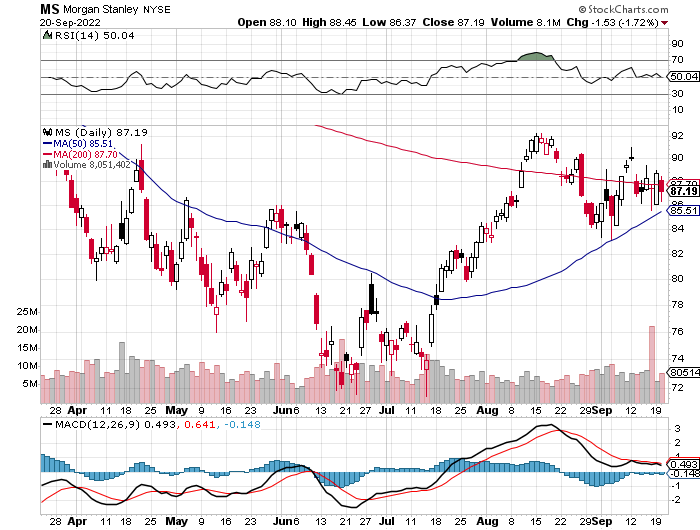 MS Morgan Stanley NYSE
© StockCharts.com
20-Sep-2022
Open 88.10 High 88.45 Low 86.37 Close 87.19 Volume 8.1M Chg -1.53 (-1.72%)
RSI(14) 50.04
90
70
50.04
30
10
MS (Daily) 87.19
MA(50) 85.51
MA(200) 87.70
Volume 8,051,402
92
90
88
87.70
87.19
86
85.51
84
82
80
78
76
74
72
25M
20M
15M
10M
5M
80514
28 Apr 11 18 25 May 9 16 23 Jun 6 13 21 27 Jul 11 18 25 Aug 8 15 22 29 Sep 12 19
MACD(12,26,9) 0.493, 0.641, -0.148
3
2
1
0.493
-0.148
-1
-2
28 Apr 11 18 25 May 9 16 23 Jun 6 13 21 27 Jul 11 18 25 Aug 8 15 22 29 Sep 12 19